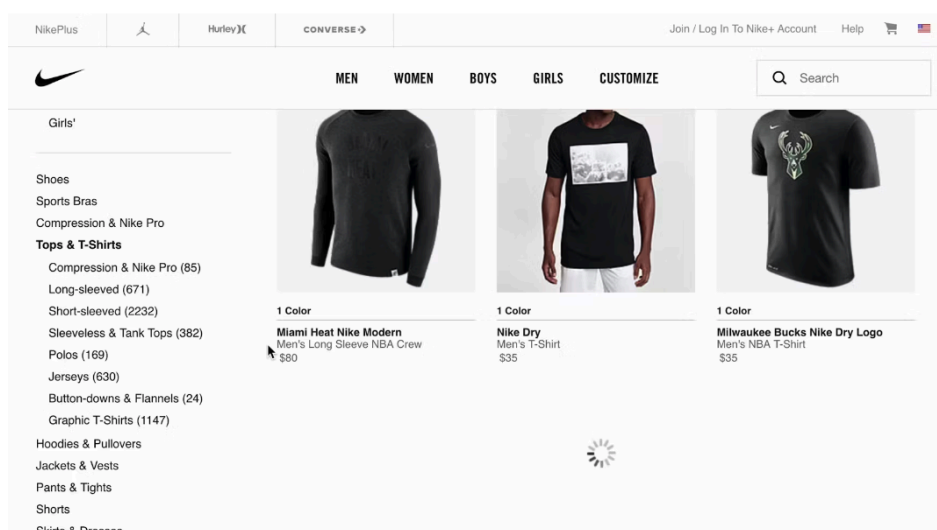 NikePlus
Hurley
CONVERSE
Join / Log In To Nike+ Account
Help
MEN
WOMEN
BOYS
GIRLS
CUSTOMIZE
Search
Girls'
Shoes
Sports Bras
Compression & Nike Pro
Tops & T-Shirts
Compression & Nike Pro (85)
Long-sleeved (671)
Short-sleeved (2232)
Sleeveless & Tank Tops (382)
Polos (169)
Jerseys (630)
Button-downs & Flannels (24)
Graphic T-Shirts (1147)
Hoodies & Pullovers
Jackets & Vests
Pants & Tights
Shorts
1 Color
Miami Heat Nike Modern
Men's Long Sleeve NBA Crew
$80
1 Color
Nike Dry
Men's T-Shirt
$35
1 Color
Milwaukee Bucks Nike Dry Logo
Men's NBA T-Shirt
$35